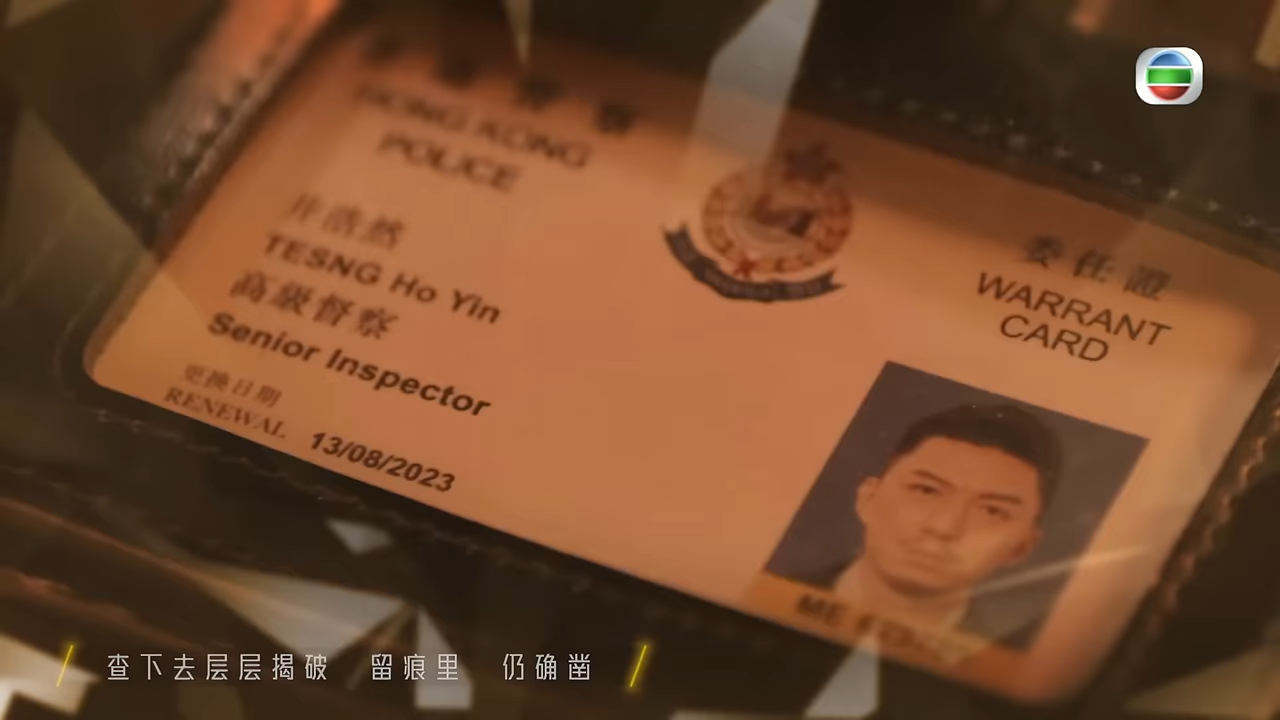 HONG KONG
POLICE
井浩然
TESNG Ho Yin
高級督察
Senior Inspector
更換日期
RENEWAL 13/08/2023
委任證
WARRANT
CARD
查下去层层揭破 留痕里 仍确凿